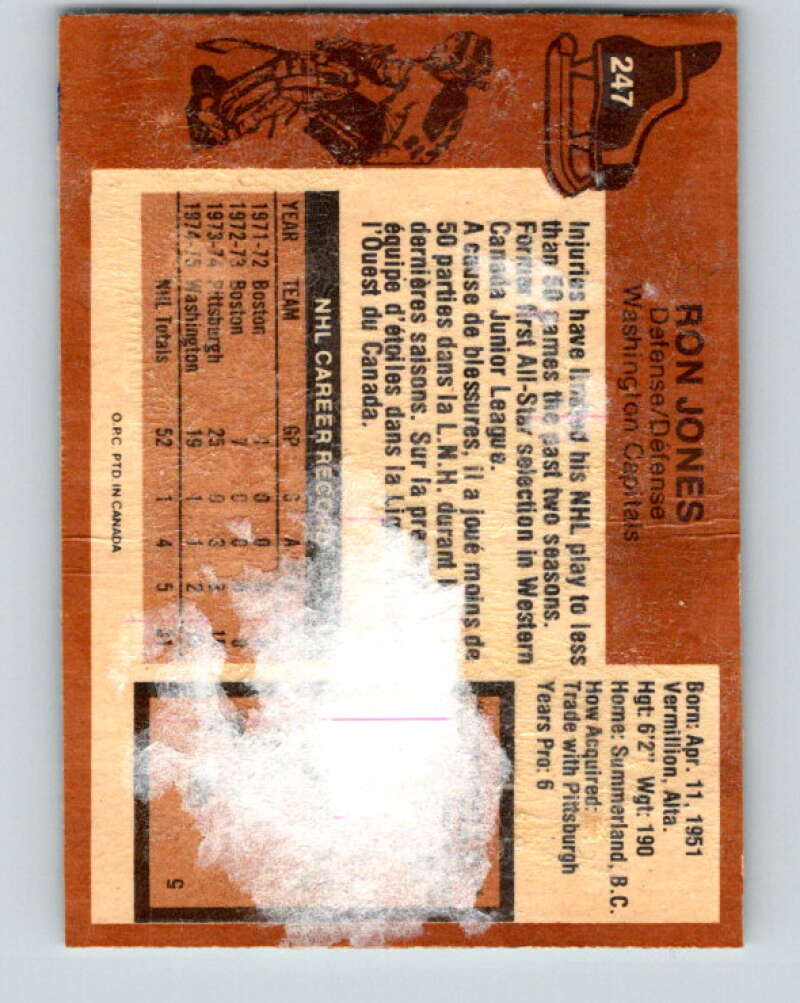 247
RON JONES
Defense/Défense
Washington Capitals
Born: Apr. 11, 1951
Vermillion, Alta.
Hgt: 6'2" Wgt: 190
Home: Summerland, B.C.
How Acquired:
Trade with Pittsburgh
Years Pro: 6
Injuries have his NHL play to less
than 50 games the past two seasons.
Former first All-Star selection in Western
Canada Junior League.
A cause de blessures, il a joué moins de
50 parties dans la L.N.H. durant
dernières saisons. Sur la
équipe d'étoiles dans la
l'Ouest du Canada.
NHL CAREER RECORD
YEAR TEAM GP G A
1971-72 Boston 1 0 0
1972-73 Boston 7 0 0
1973-74 Pittsburgh 25 0 3
1974-75 Washington 19 1 1 2
NHL Totals 52 1 4 5
5
O.P.C. PTD. IN CANADA